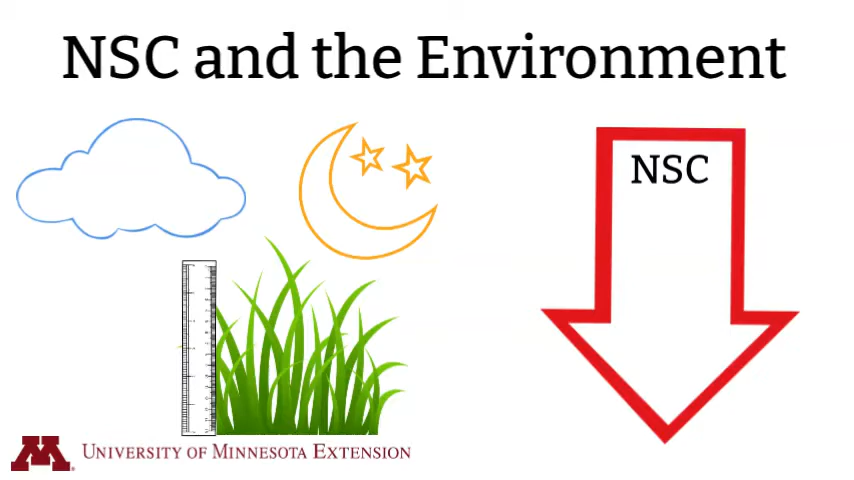 NSC and the Environment
NSC
UNIVERSITY OF MINNESOTA EXTENSION